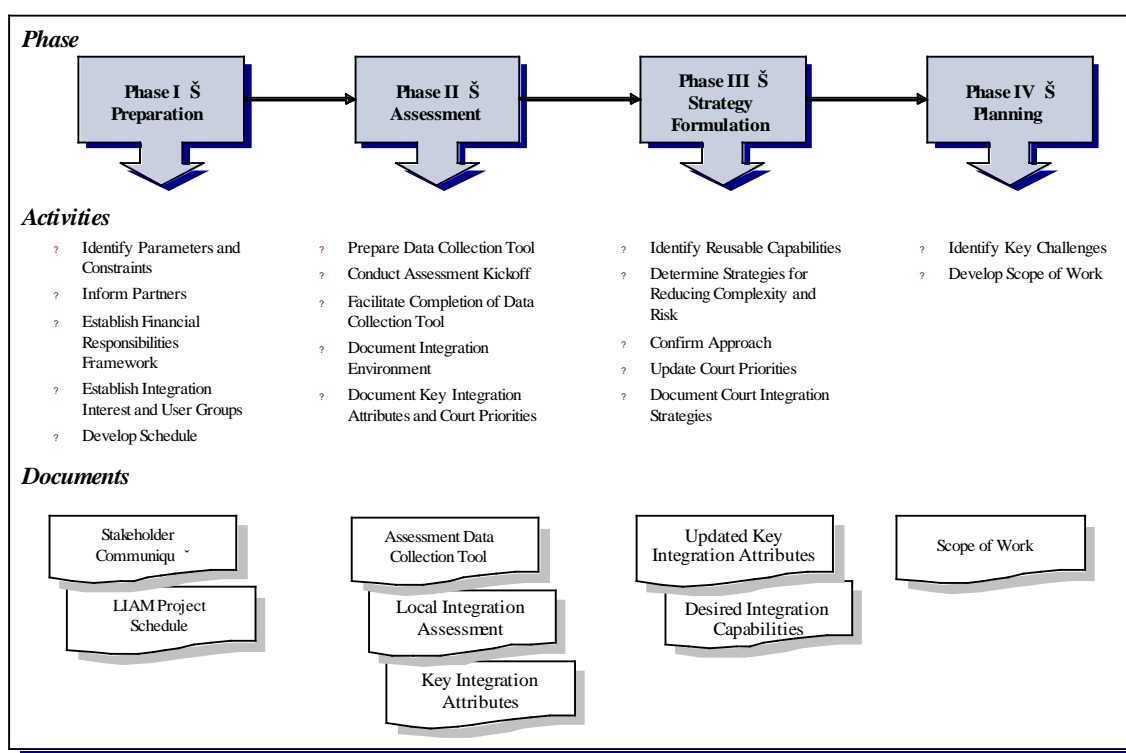 Phase
Phase I Š
Preparation
Phase II Š
Assessment
Phase III Š
Strategy
Formulation
Phase IV Š
Planning
Activities
? Identify Parameters and
Constraints
? Inform Partners
? Establish Financial
Responsibilities
Framework
? Establish Integration
Interest and User Groups
? Develop Schedule
? Prepare Data Collection Tool
? Conduct Assessment Kickoff
? Facilitate Completion of Data
Collection Tool
? Document Integration
Environment
? Document Key Integration
Attributes and Court Priorities
? Identify Reusable Capabilities
? Determine Strategies for
Reducing Complexity and
Risk
? Confirm Approach
? Update Court Priorities
? Document Court Integration
Strategies
? Identify Key Challenges
? Develop Scope of Work
Documents
Stakeholder
Communiqu ˇ
LIAM Project
Schedule
Assessment Data
Collection Tool
Local Integration
Assessment
Key Integration
Attributes
Updated Key
Integration Attributes
Desired Integration
Capabilities
Scope of Work